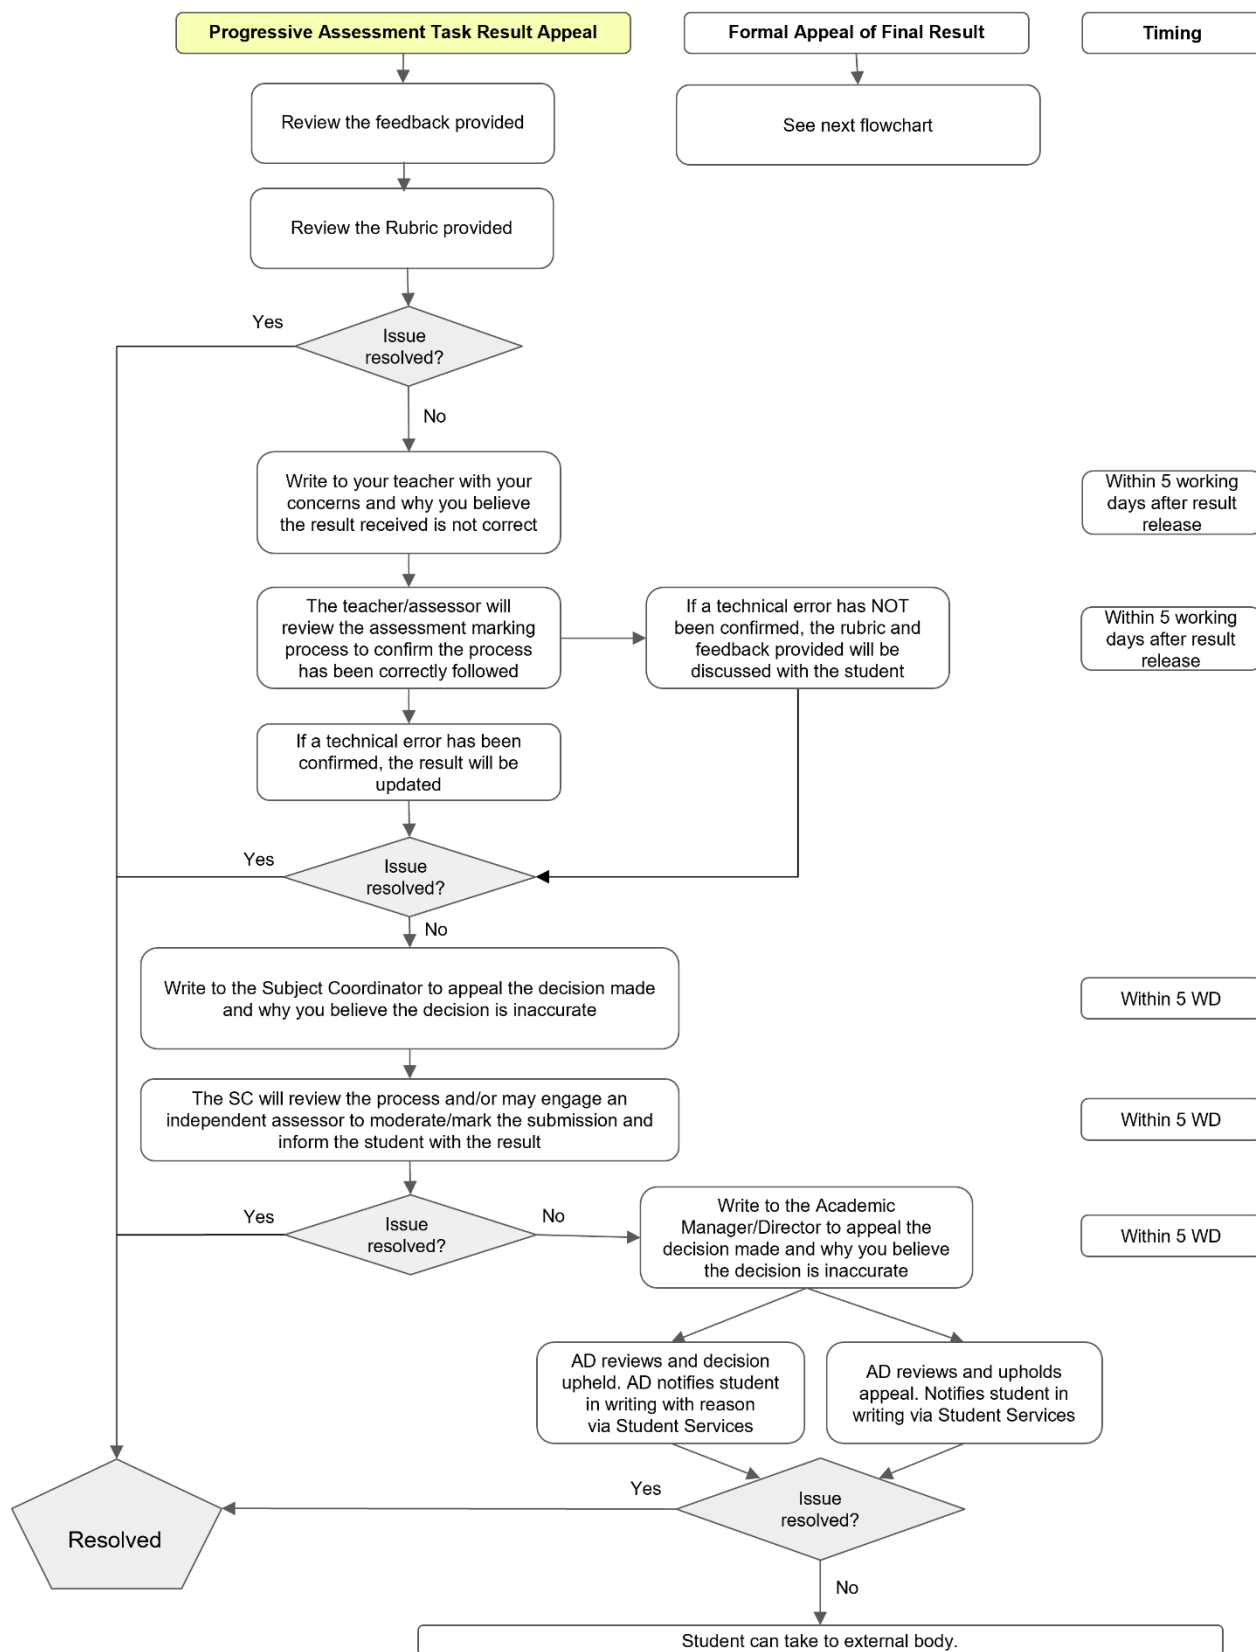 Progressive Assessment Task Result Appeal
Formal Appeal of Final Result
Timing
Review the feedback provided
See next flowchart
Review the Rubric provided
Yes
Issue
resolved?
No
Write to your teacher with your
concerns and why you believe
the result received is not correct
Within 5 working
days after result
release
The teacher/assessor will
review the assessment marking
process to confirm the process
has been correctly followed
If a technical error has NOT
been confirmed, the rubric and
feedback provided will be
discussed with the student
Within 5 working
days after result
release
If a technical error has been
confirmed, the result will be
updated
Yes
Issue
resolved?
No
Write to the Subject Coordinator to appeal the decision made
and why you believe the decision is inaccurate
Within 5 WD
The SC will review the process and/or may engage an
independent assessor to moderate/mark the submission and
inform the student with the result
Within 5 WD
Yes
Issue
resolved?
No
Write to the Academic
Manager/Director to appeal the
decision made and why you believe
the decision is inaccurate
Within 5 WD
AD reviews and decision
upheld. AD notifies student
in writing with reason
via Student Services
AD reviews and upholds
appeal. Notifies student in
writing via Student Services
Yes
Issue
resolved?
Resolved
No
Student can take to external body.